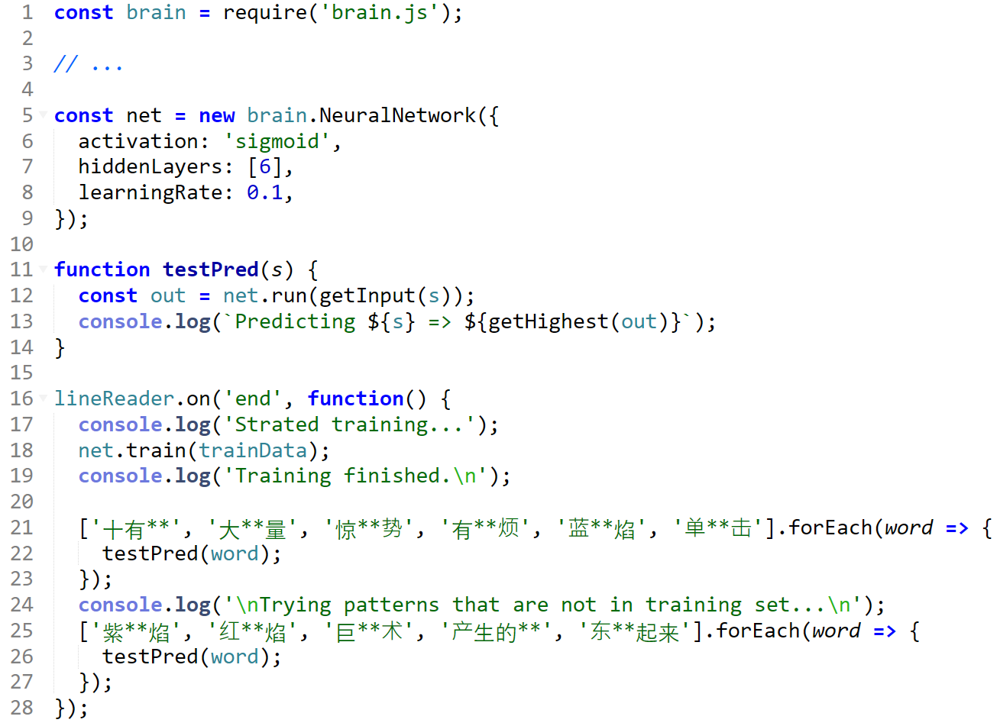 1 const brain = require('brain.js');
2
3 // ...
4
5 const net = new brain.NeuralNetwork({
6   activation: 'sigmoid',
7   hiddenLayers: [6],
8   learningRate: 0.1,
9 });
10
11 function testPred(s) {
12   const out = net.run(getInput(s));
13   console.log(`Predicting ${s} => ${getHighest(out)}`);
14 }
15
16 lineReader.on('end', function() {
17   console.log('Strated training...');
18   net.train(trainData);
19   console.log('Training finished.\n');
20
21   ['十有**', '大**量', '惊**势', '有**烦', '蓝**焰', '单**击'].forEach(word => {
22     testPred(word);
23   });
24   console.log('\nTrying patterns that are not in training set...\n');
25   ['紫**焰', '红**焰', '巨**术', '产生的**', '东**起来'].forEach(word => {
26     testPred(word);
27   });
28 });